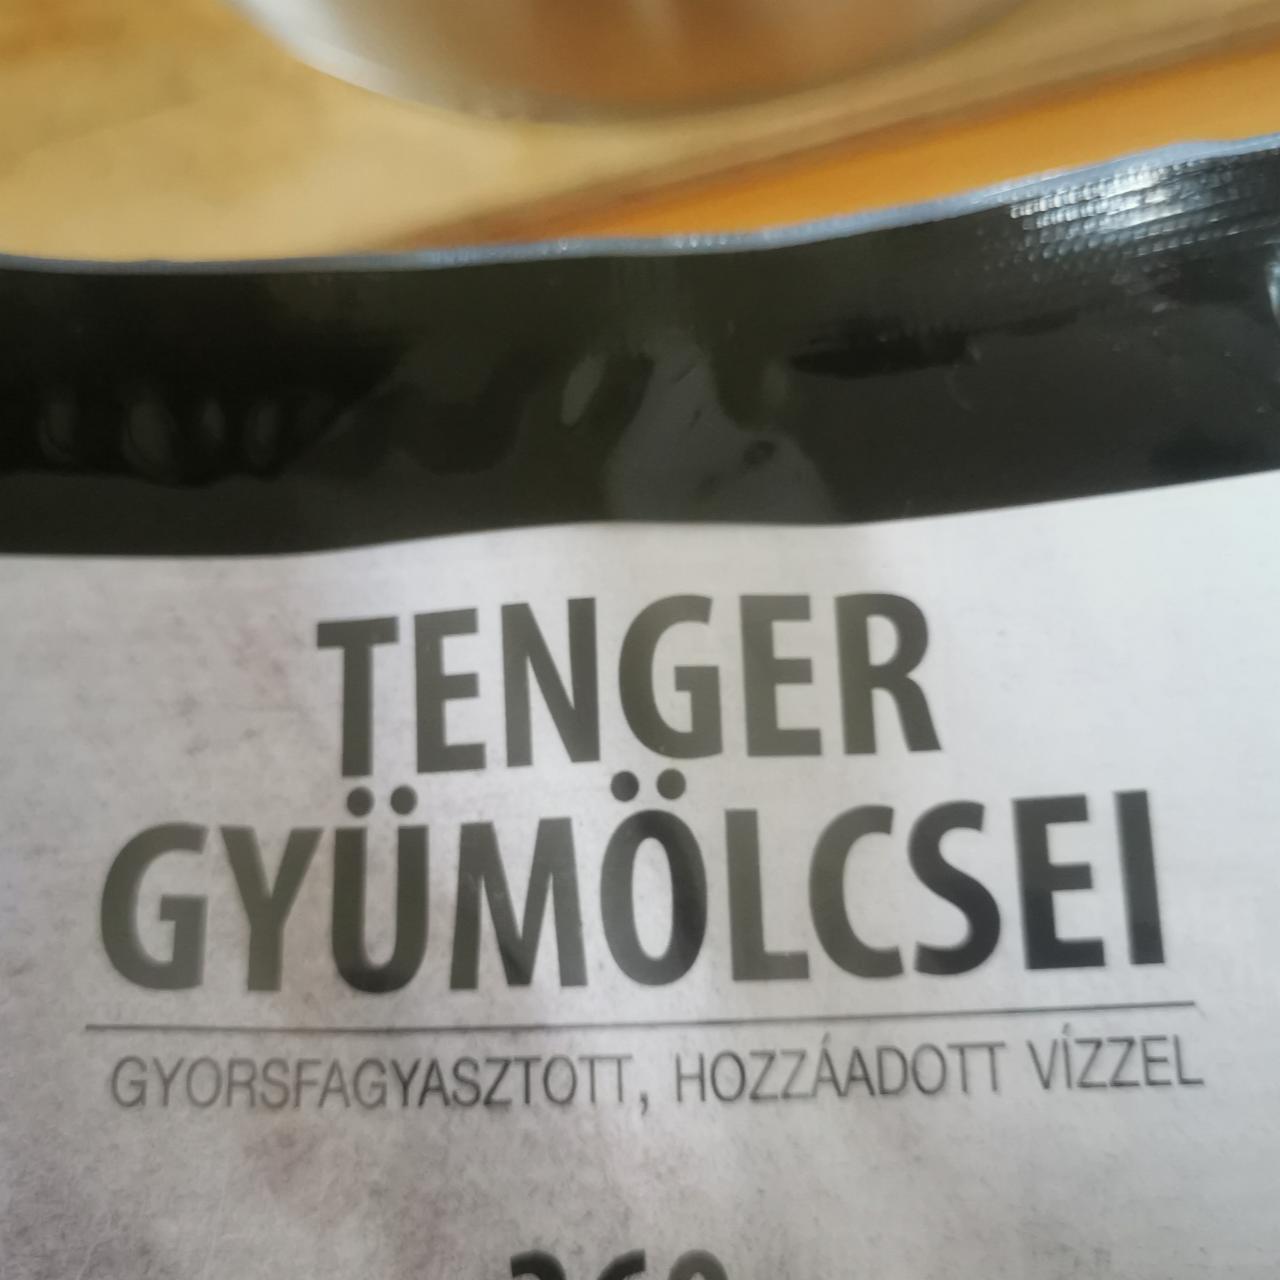 TENGER
GYÜMÖLCSEI
GYORSFAGYASZTOTT, HOZZÁADOTT VÍZZEL